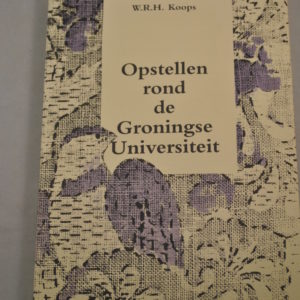 W.R.H. Koops
Opstellen
rond
de
Groningse
Universiteit